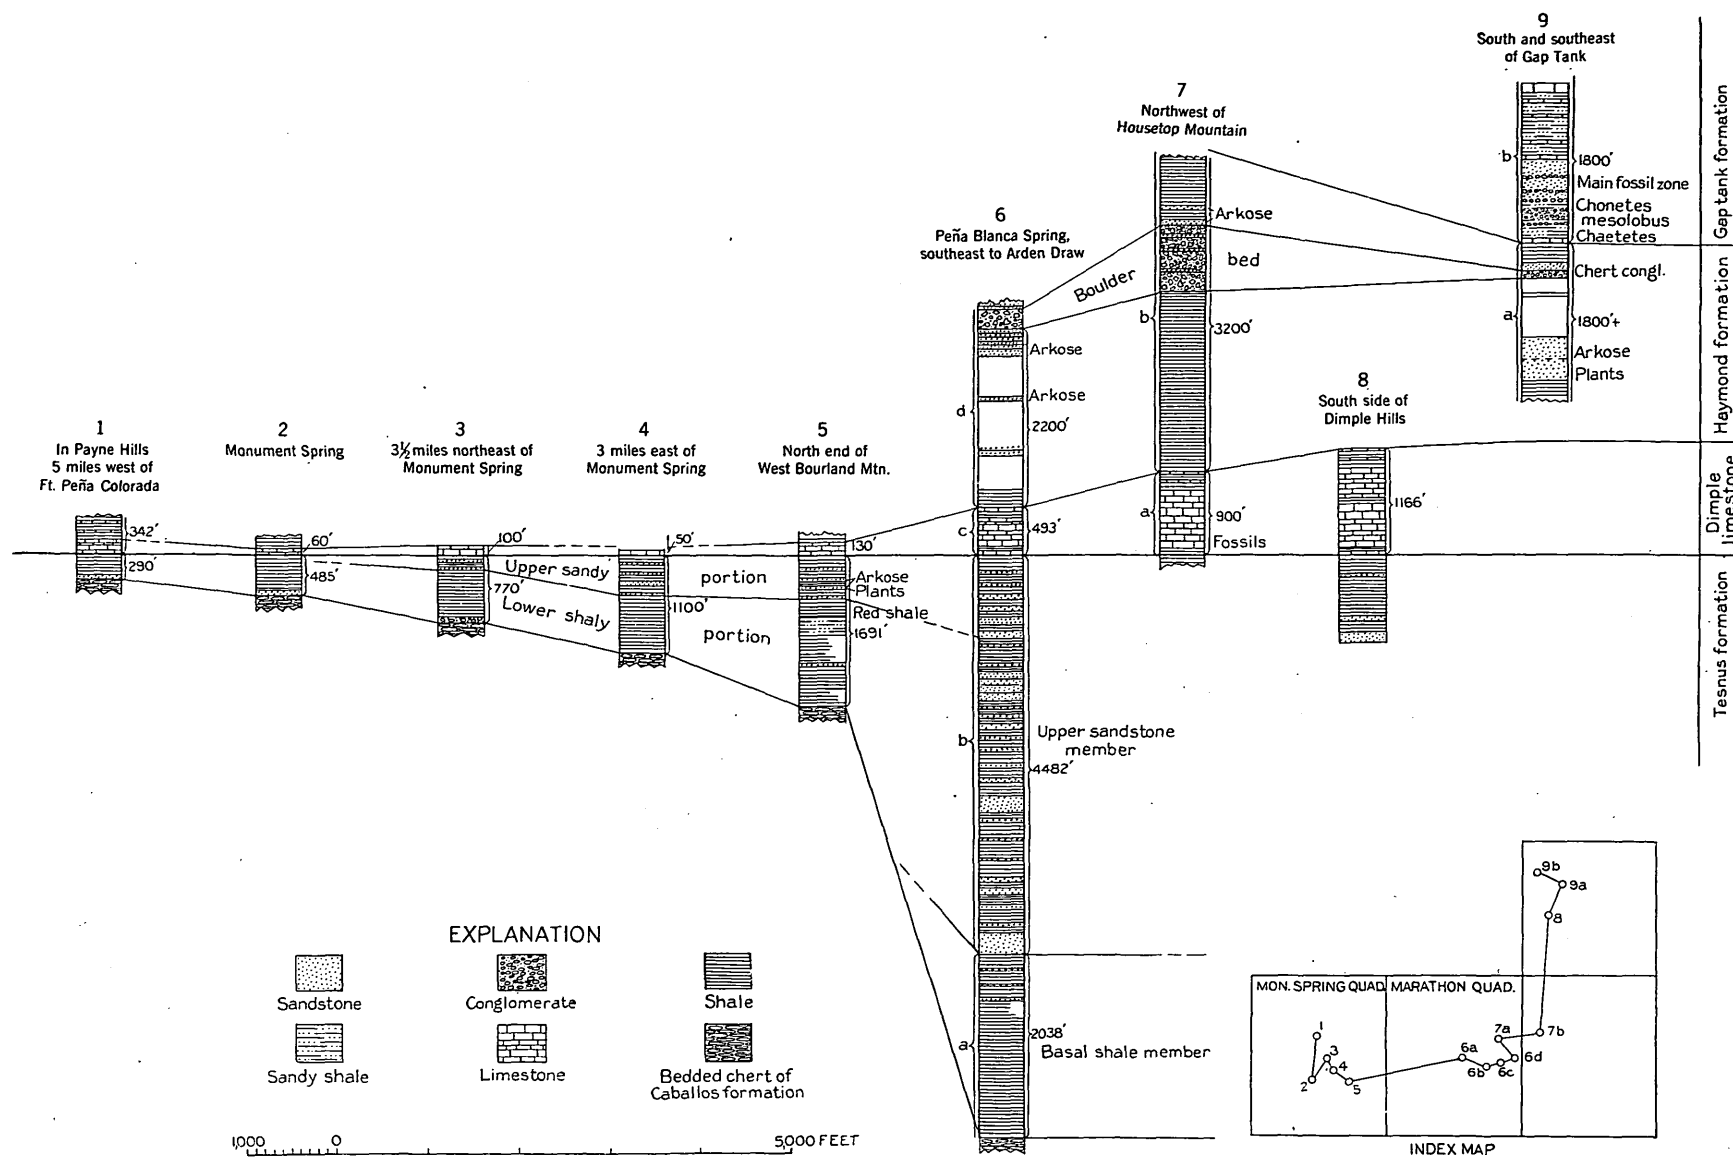 1
In Payne Hills
5 miles west of
Ft. Peña Colorada
342′
290′
2
Monument Spring
60′
485′
3
3½ miles northeast of
Monument Spring
100′
770′
4
3 miles east of
Monument Spring
50′
1100′
Upper sandy portion
Lower shaly portion
5
North end of
West Bourland Mtn.
130′
Arkose
Plants
Red shale
1691′
6
Peña Blanca Spring,
southeast to Arden Draw
Arkose
Arkose
d
2200′
c
493′
b
Upper sandstone
member
4482′
a
2038′
Basal shale member
Boulder bed
7
Northwest of
Housetop Mountain
Arkose
b
3200′
a
900′
Fossils
8
South side of
Dimple Hills
1166′
9
South and southeast
of Gap Tank
b
1800′
Main fossil zone
Chonetes
mesolobus
Chaetetes
Chert congl.
a
1800′+
Arkose
Plants
Gaptank formation
Haymond formation
Dimple
limestone
Tesnus formation
EXPLANATION
Sandstone
Conglomerate
Shale
Sandy shale
Limestone
Bedded chert of
Caballos formation
1,000 0 5,000 FEET
MON. SPRING QUAD.
MARATHON QUAD.
1
2
3
4
5
6a
6b
6c
6d
7a
7b
8
9a
9b
INDEX MAP